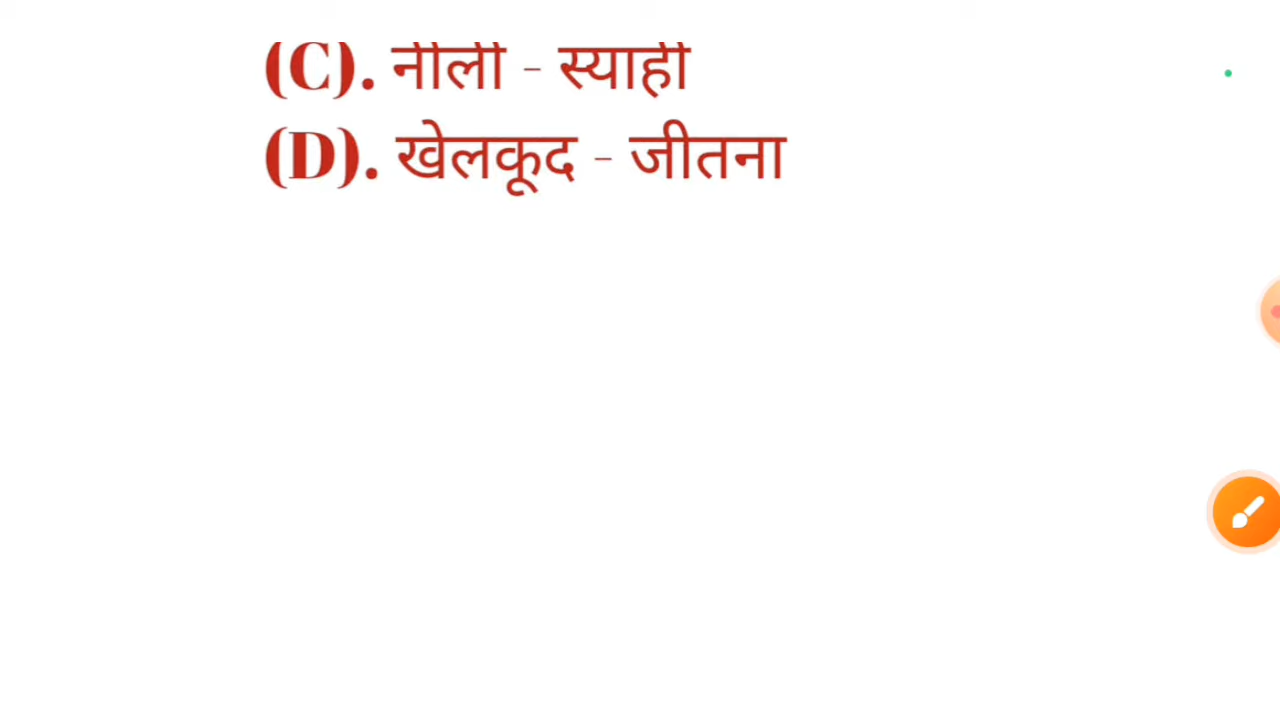 (C). नीली - स्याही
(D). खेलकूद - जीतना